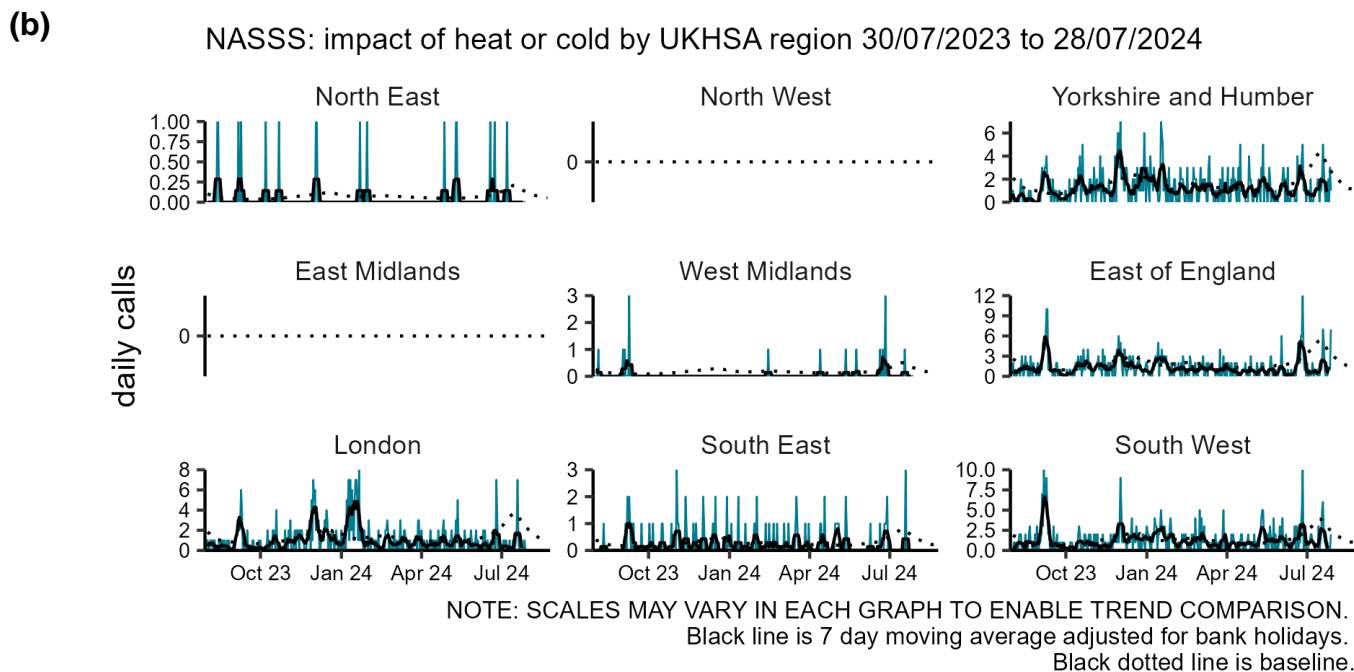 (b)
NASSS: impact of heat or cold by UKHSA region 30/07/2023 to 28/07/2024
daily calls
North East
1.00
0.75
0.50
0.25
0.00
North West
0
Yorkshire and Humber
6
4
2
0
East Midlands
0
West Midlands
3
2
1
0
East of England
12
9
6
3
0
London
8
6
4
2
0
Oct 23 Jan 24 Apr 24 Jul 24
South East
3
2
1
0
Oct 23 Jan 24 Apr 24 Jul 24
South West
10.0
7.5
5.0
2.5
0.0
Oct 23 Jan 24 Apr 24 Jul 24
NOTE: SCALES MAY VARY IN EACH GRAPH TO ENABLE TREND COMPARISON.
Black line is 7 day moving average adjusted for bank holidays.
Black dotted line is baseline.